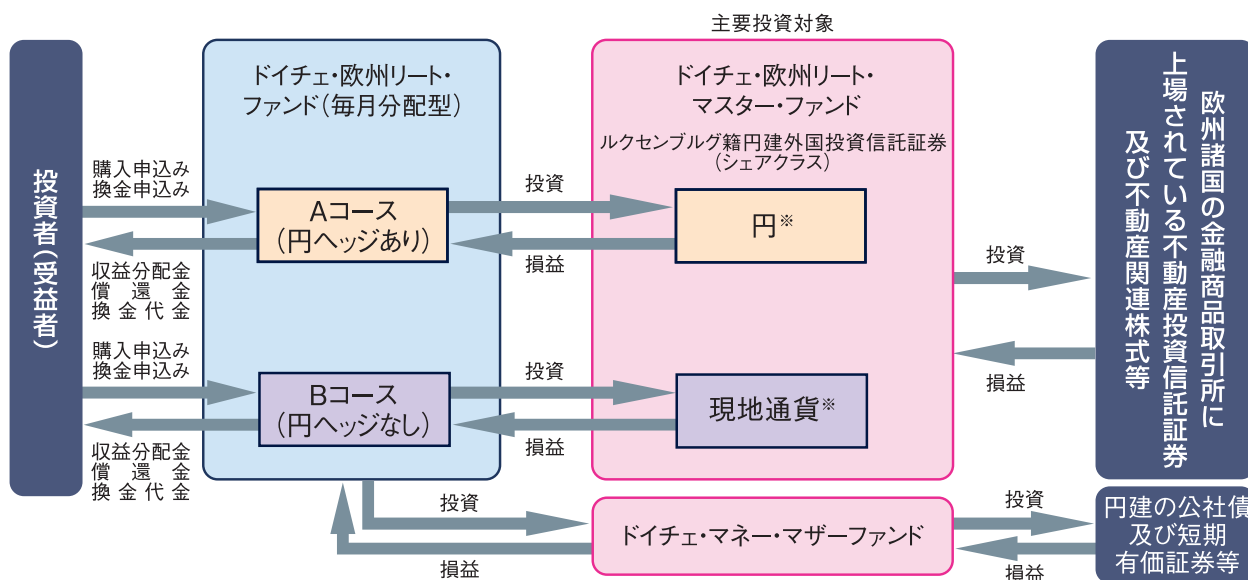 主要投資対象
投資者（受益者）
購入申込み
換金申込み
収益分配金
償還金
換金代金
購入申込み
換金申込み
収益分配金
償還金
換金代金
ドイチェ・欧州リート・
ファンド（毎月分配型）
Aコース
（円ヘッジあり）
Bコース
（円ヘッジなし）
投資
損益
投資
損益
ドイチェ・欧州リート・
マスター・ファンド
ルクセンブルグ籍円建外国投資信託証券
（シェアクラス）
円※
現地通貨※
投資
損益
欧州諸国の金融商品取引所に
上場されている不動産投資信託証券
及び不動産関連株式等
投資
損益
ドイチェ・マネー・マザーファンド
投資
損益
円建の公社債
及び短期
有価証券等